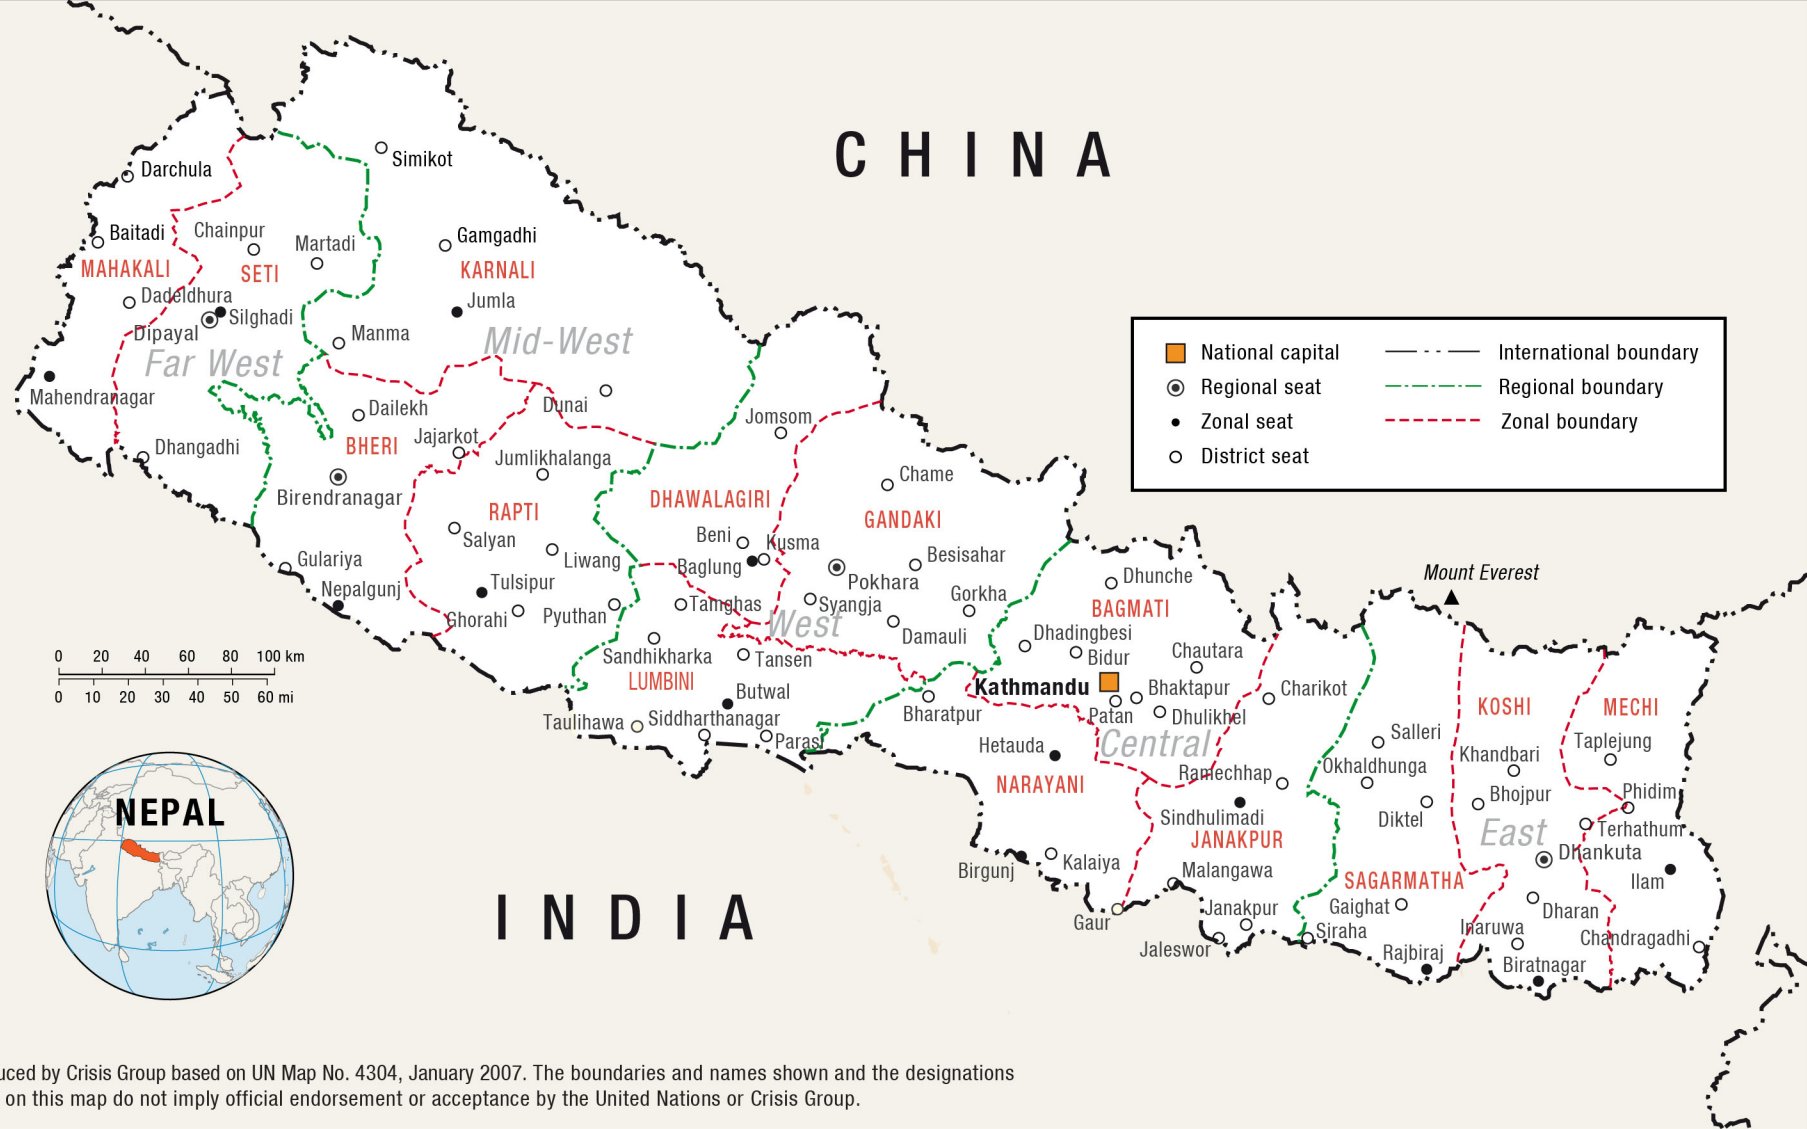 CHINA
Simikot
Darchula
Baitadi
Chainpur
Martadi
Gamgadhi
MAHAKALI
SETI
KARNALI
Dadeldhura
Jumla
Silghadi
Dipayal
Manma
Mid-West
Far West
Mahendranagar
Dailekh
Dunai
Jomsom
BHERI
Jajarkot
Dhangadhi
Jumlikhalanga
Chame
Birendranagar
DHAWALAGIRI
RAPTI
GANDAKI
Salyan
Beni
Kusma
Liwang
Baglung
Besisahar
Gulariya
Pokhara
Nepalgunj
Tulsipur
Ghorahi
Pyuthan
Tamghas
Syangja
Gorkha
West
Damauli
Sandhikharka
Tansen
LUMBINI
Butwal
Taulihawa
Siddharthanagar
Parasi
Bharatpur
National capital
Regional seat
Zonal seat
District seat
International boundary
Regional boundary
Zonal boundary
Mount Everest
Dhunche
BAGMATI
Dhadingbesi
Bidur
Chautara
Kathmandu
Bhaktapur
Charikot
Patan
Dhulikhel
Central
Hetauda
NARAYANI
Ramechhap
Sindhulimadi
JANAKPUR
Birgunj
Kalaiya
Malangawa
Gaur
Janakpur
Jaleswor
Siraha
Salleri
Okhaldhunga
Diktel
SAGARMATHA
Gaighat
Rajbiraj
KOSHI
MECHI
Khandbari
Taplejung
Bhojpur
Phidim
East
Terhathum
Dhankuta
Ilam
Dharan
Inaruwa
Chandragadhi
Biratnagar
0 20 40 60 80 100 km
0 10 20 30 40 50 60 mi
NEPAL
INDIA
uced by Crisis Group based on UN Map No. 4304, January 2007. The boundaries and names shown and the designations
on this map do not imply official endorsement or acceptance by the United Nations or Crisis Group.